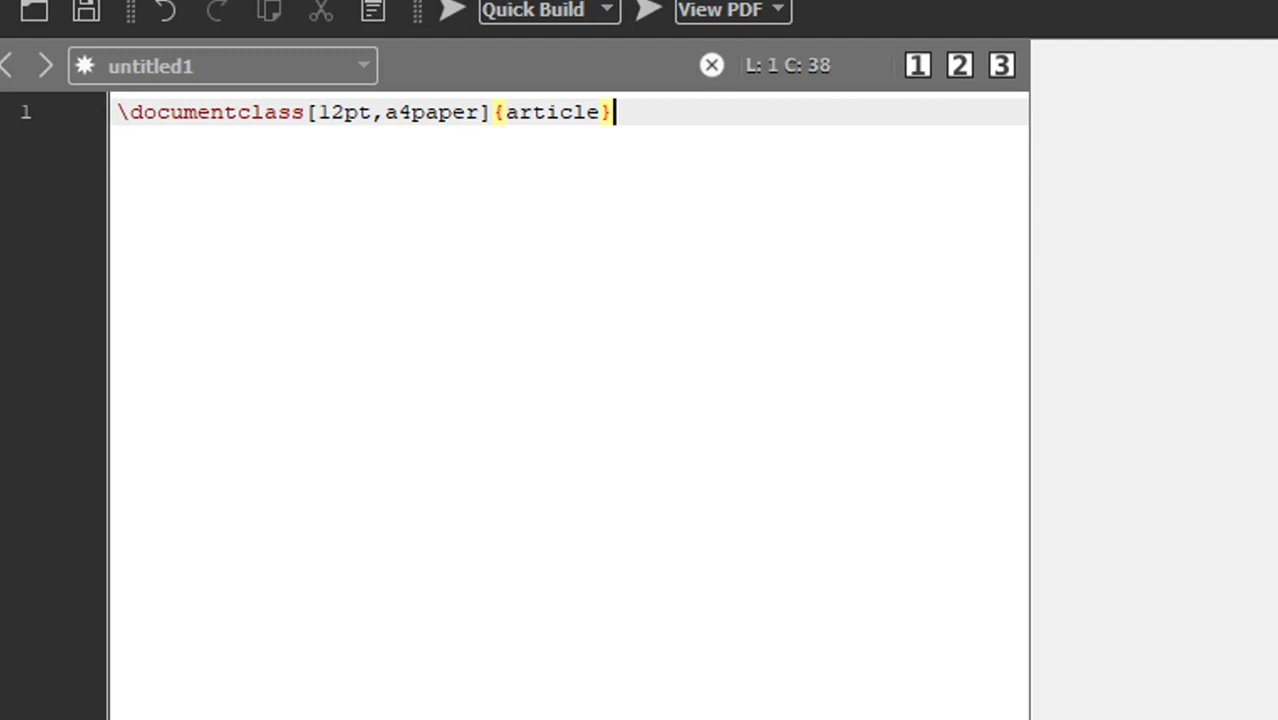 Quick Build View PDF
untitled1 L: 1 C: 38 1 2 3
1 \documentclass[12pt,a4paper]{article}